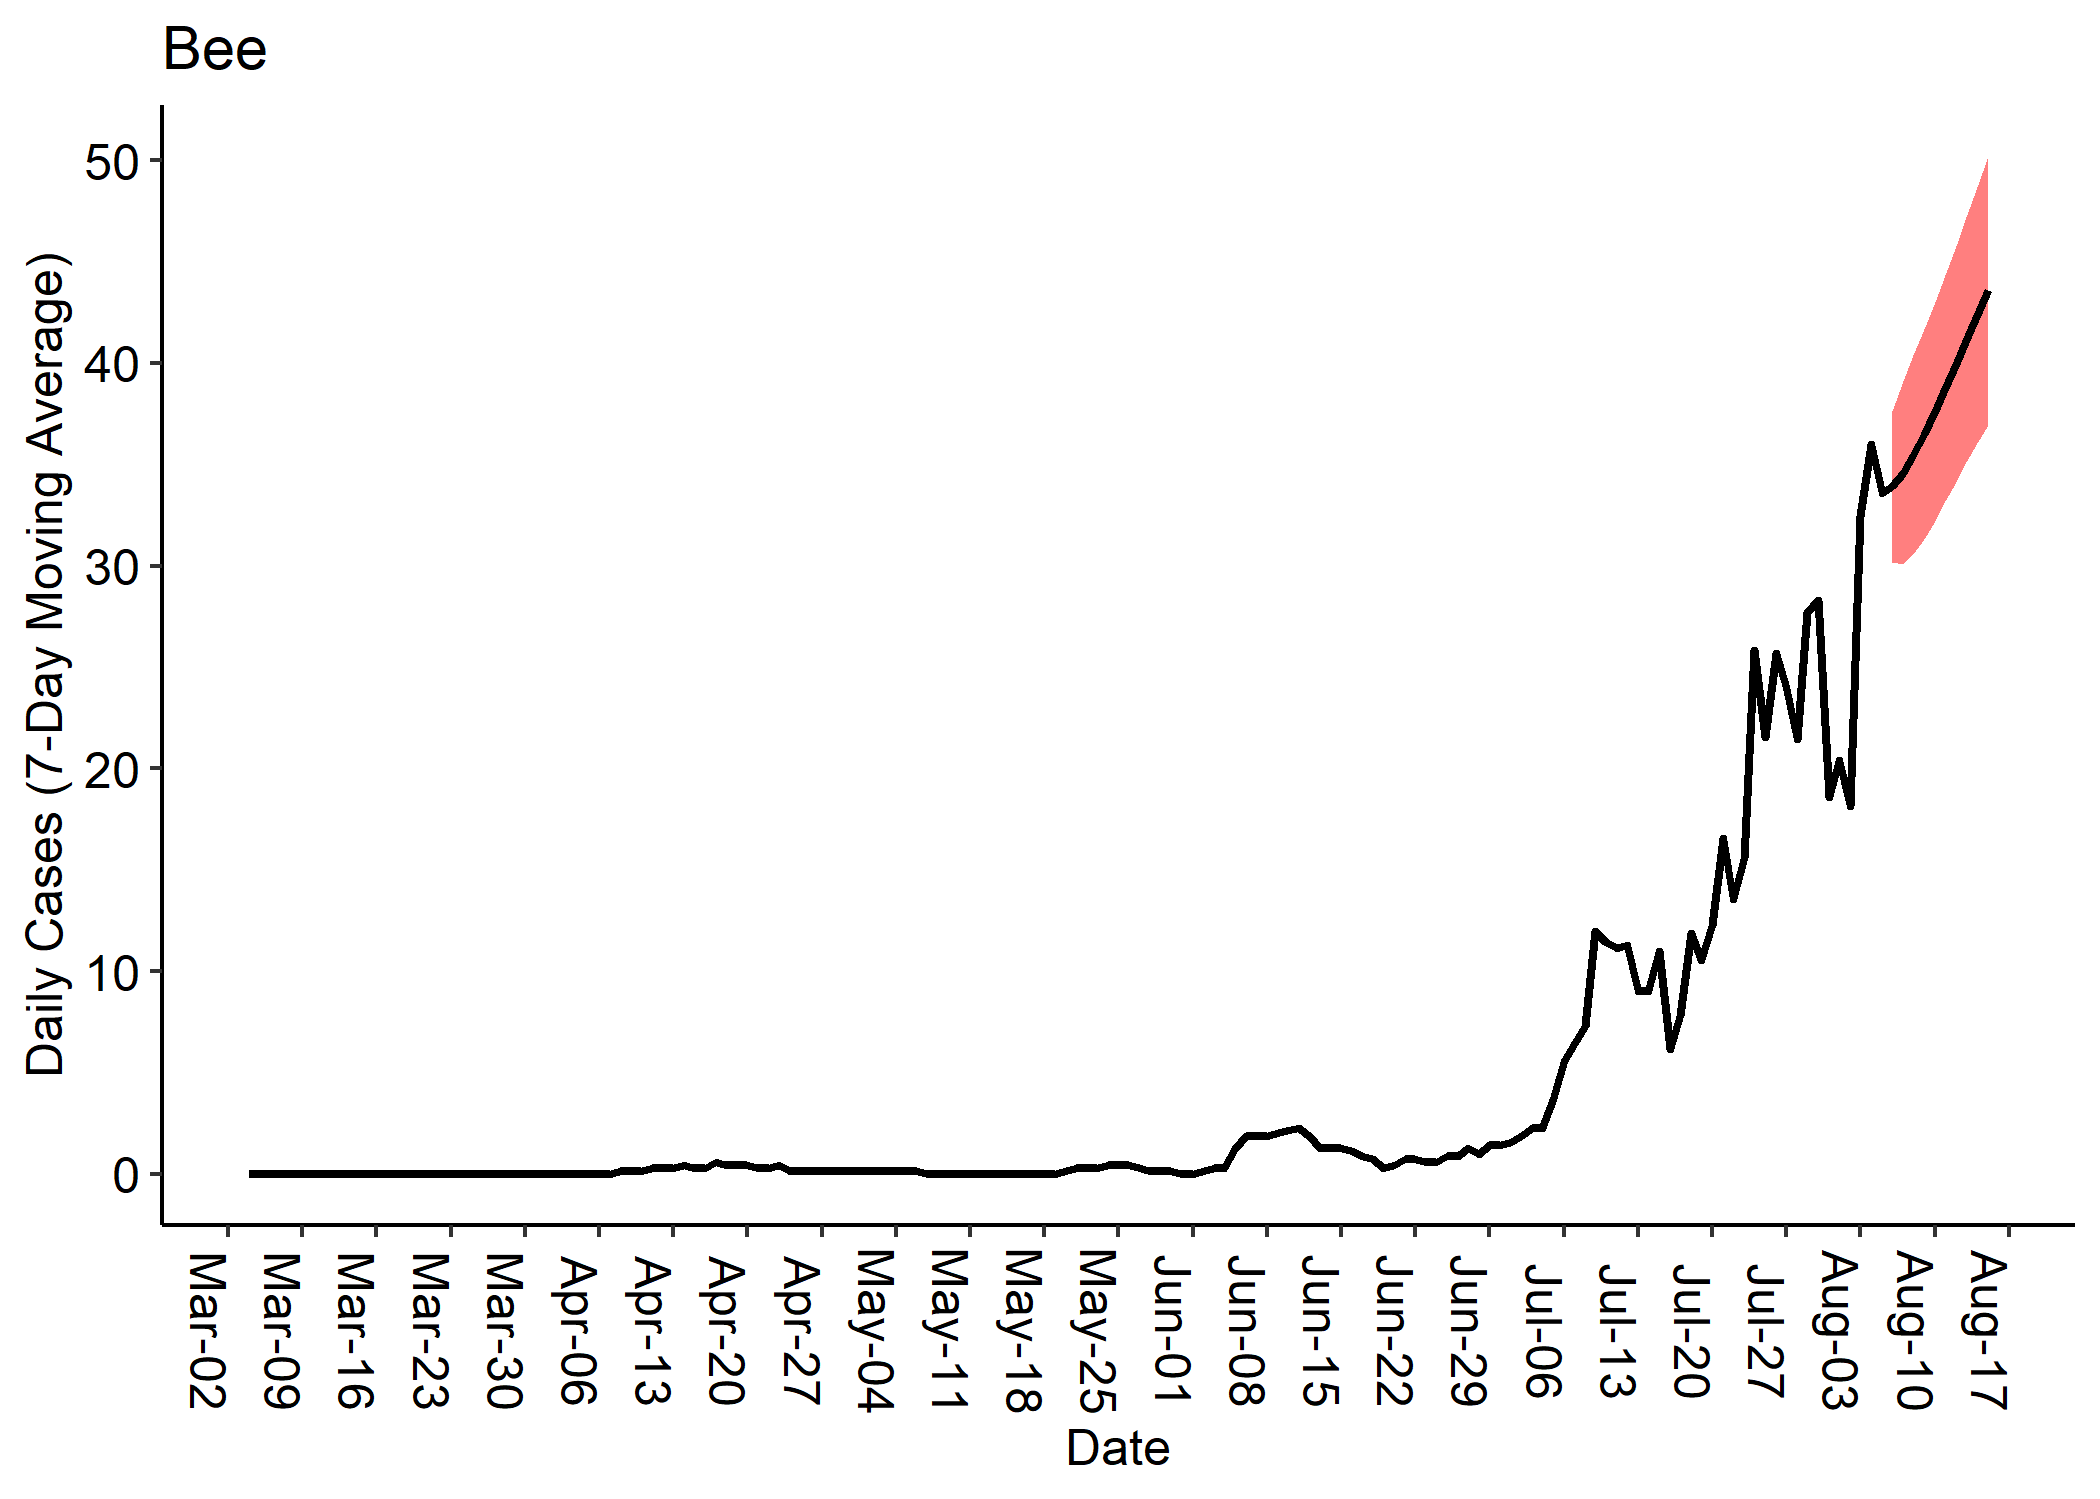 Bee
Daily Cases (7-Day Moving Average)
50
40
30
20
10
0
Mar-02
Mar-09
Mar-16
Mar-23
Mar-30
Apr-06
Apr-13
Apr-20
Apr-27
May-04
May-11
May-18
May-25
Jun-01
Jun-08
Jun-15
Jun-22
Jun-29
Jul-06
Jul-13
Jul-20
Jul-27
Aug-03
Aug-10
Aug-17
Date